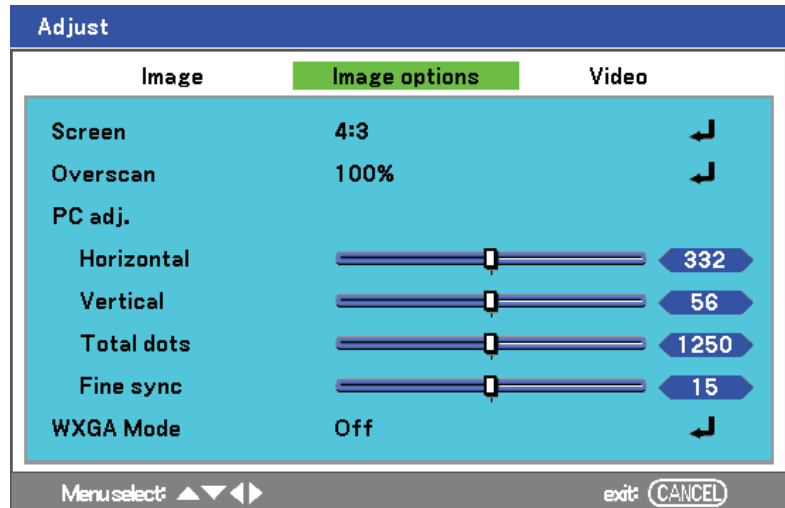 Adjust
Image Image options Video
Screen 4:3
Overscan 100%
PC adj.
Horizontal 332
Vertical 56
Total dots 1250
Fine sync 15
WXGA Mode Off
Menu select: exit: CANCEL